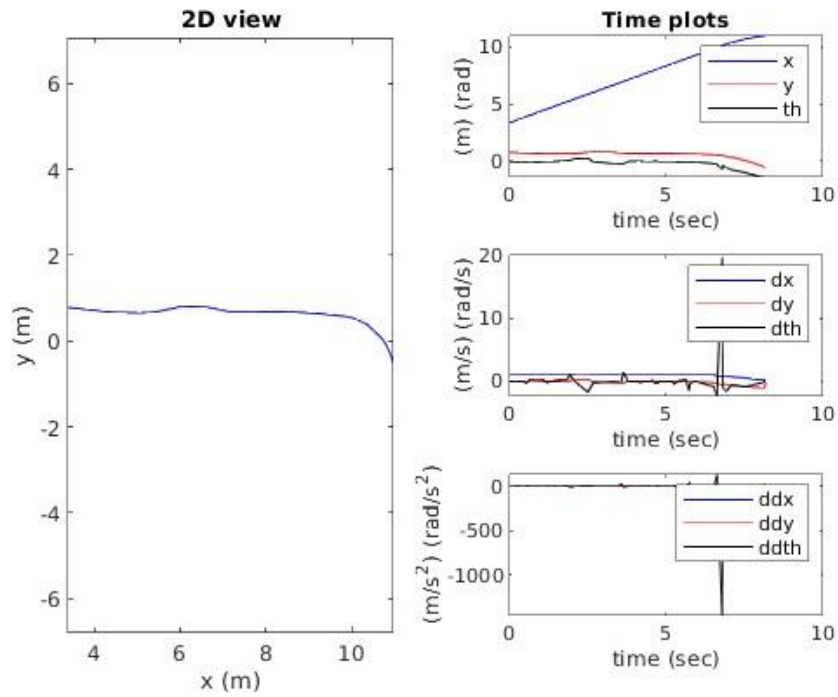 2D view
6
4
2
0
-2
-4
-6
y (m)
4
6
8
10
x (m)
Time plots
10
5
0
(m) (rad)
x
y
th
0
5
10
time (sec)
20
10
0
(m/s) (rad/s)
dx
dy
dth
0
5
10
time (sec)
0
-500
-1000
(m/s²) (rad/s²)
ddx
ddy
ddth
0
5
10
time (sec)